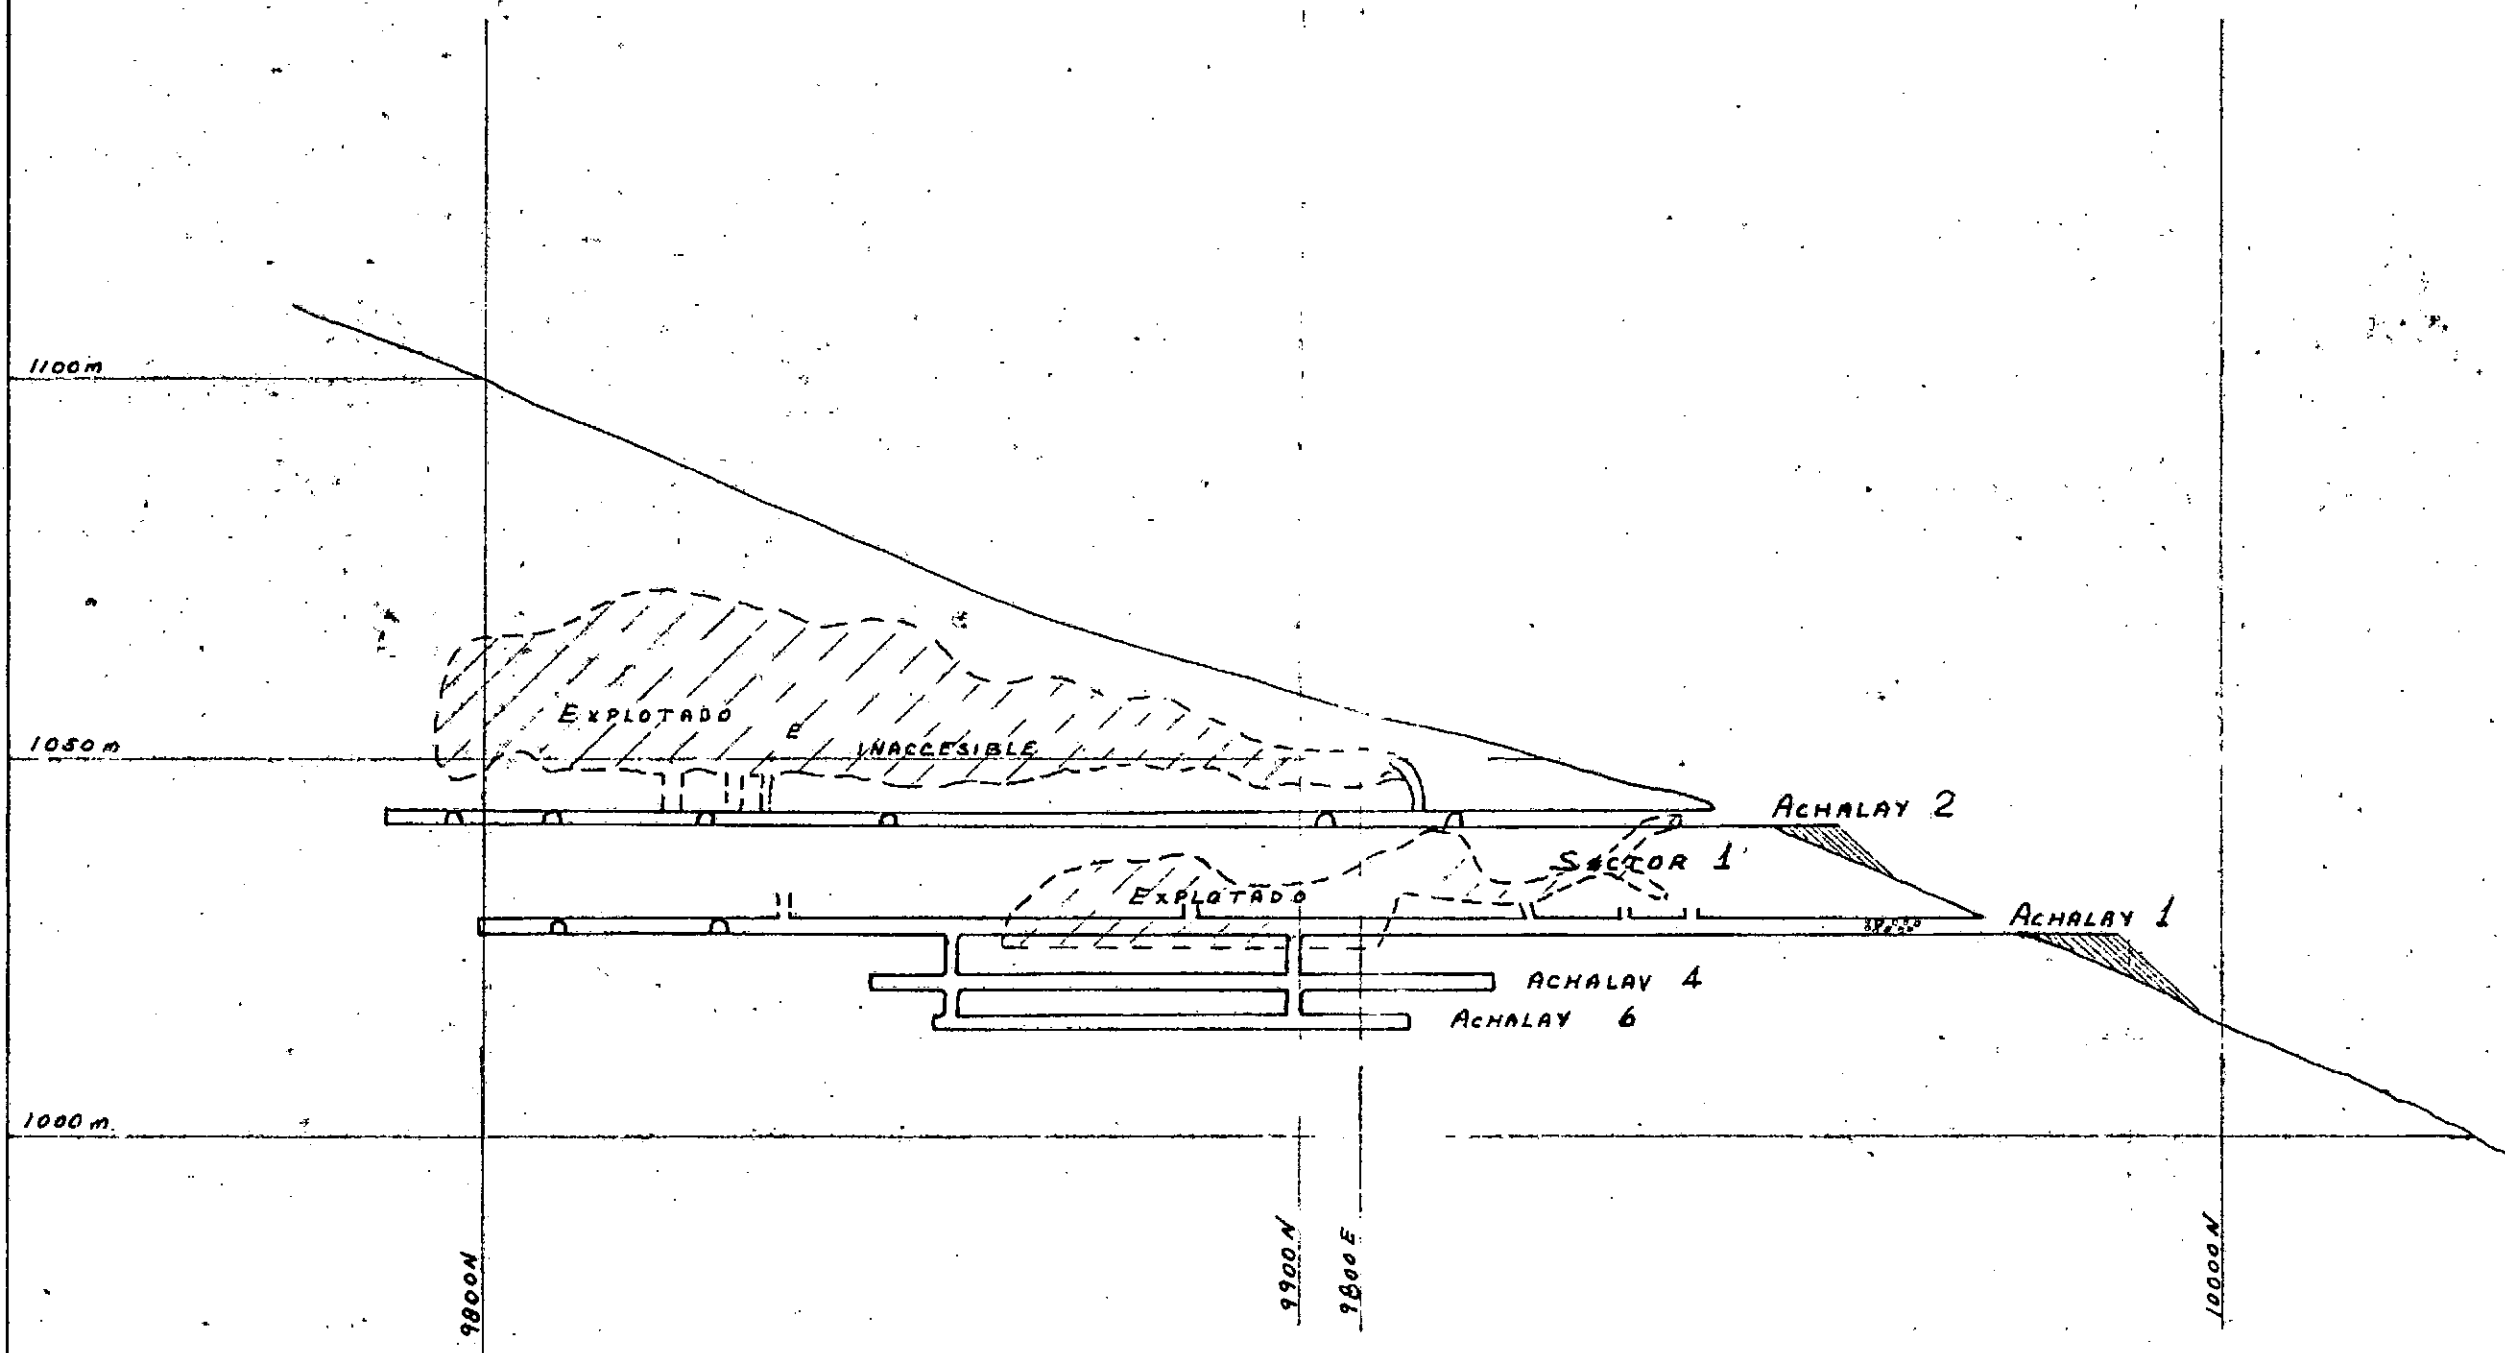 1100m
EXPLOTADO
E
INACCESIBLE
1050m
ACHALAY 2
SECTOR 1
EXPLOTADO
ACHALAY 1
ACHALAY 4
ACHALAY 6
1000m
9800N
9900N
9800E
10000N